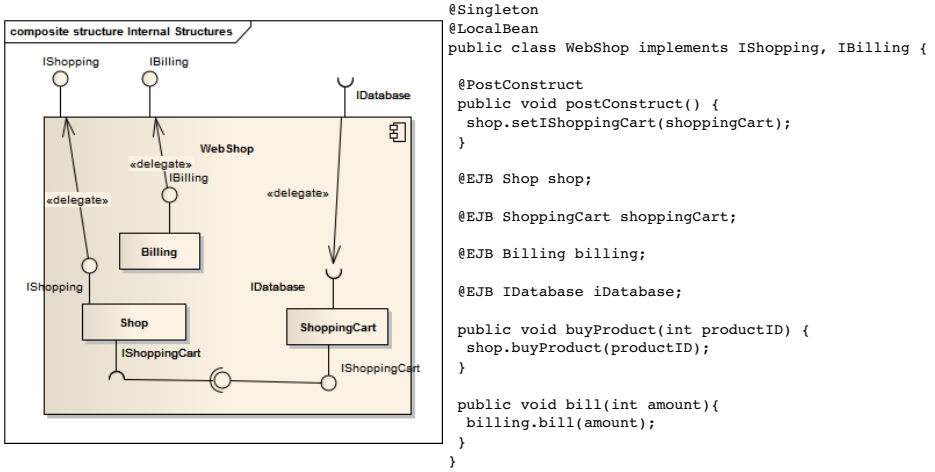 composite structure Internal Structures
IShopping
IBilling
IDatabase
WebShop
«delegate»
IBilling
«delegate»
«delegate»
Billing
IShopping
IDatabase
Shop
ShoppingCart
IShoppingCart
IShoppingCart
@Singleton
@LocalBean
public class WebShop implements IShopping, IBilling {
@PostConstruct
public void postConstruct() {
shop.setIShoppingCart(shoppingCart);
}
@EJB Shop shop;
@EJB ShoppingCart shoppingCart;
@EJB Billing billing;
@EJB IDatabase iDatabase;
public void buyProduct(int productID) {
shop.buyProduct(productID);
}
public void bill(int amount){
billing.bill(amount);
}
}